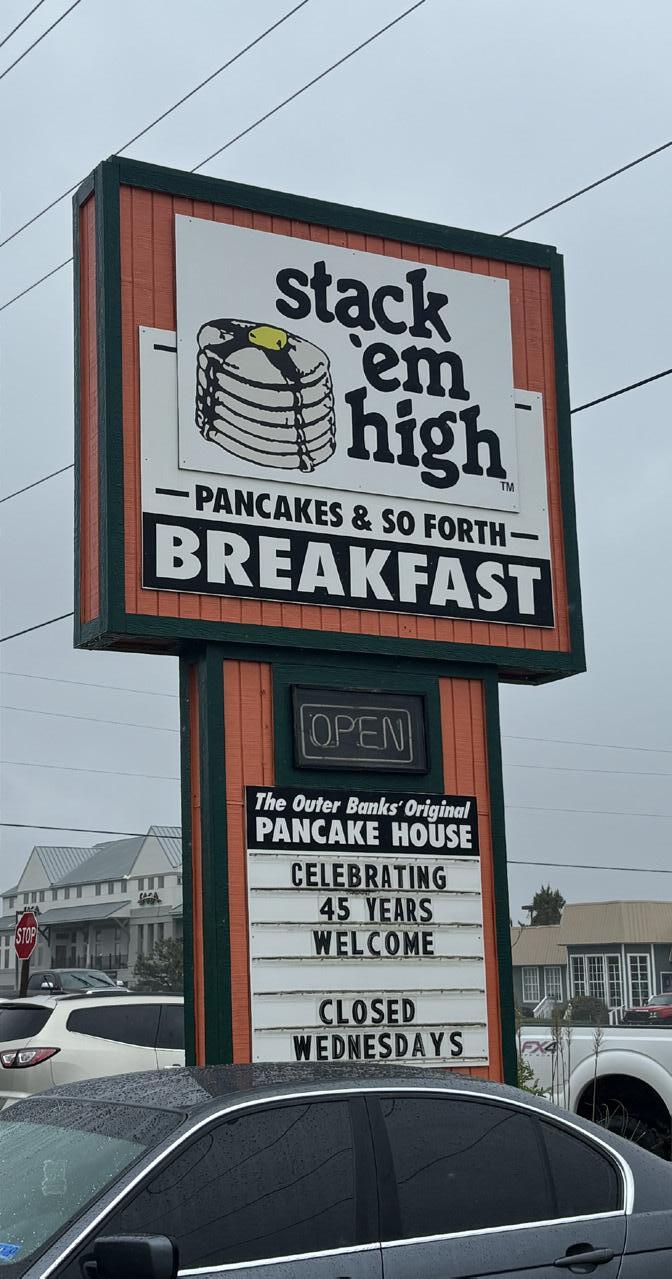 stack
'em
high
TM
PANCAKES & SO FORTH
BREAKFAST
OPEN
The Outer Banks' Original
PANCAKE HOUSE
CELEBRATING
45 YEARS
WELCOME
CLOSED
WEDNESDAYS
STOP
FX4